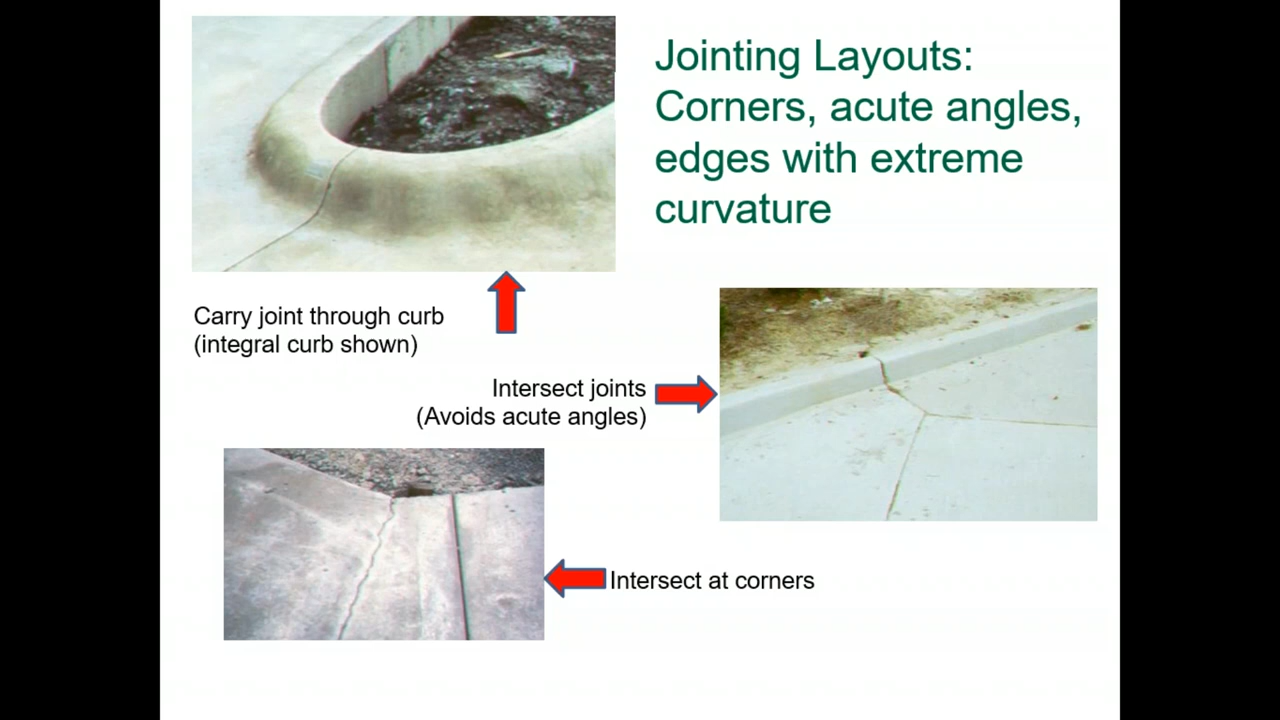 Jointing Layouts:
Corners, acute angles,
edges with extreme
curvature
Carry joint through curb
(integral curb shown)
Intersect joints
(Avoids acute angles)
Intersect at corners